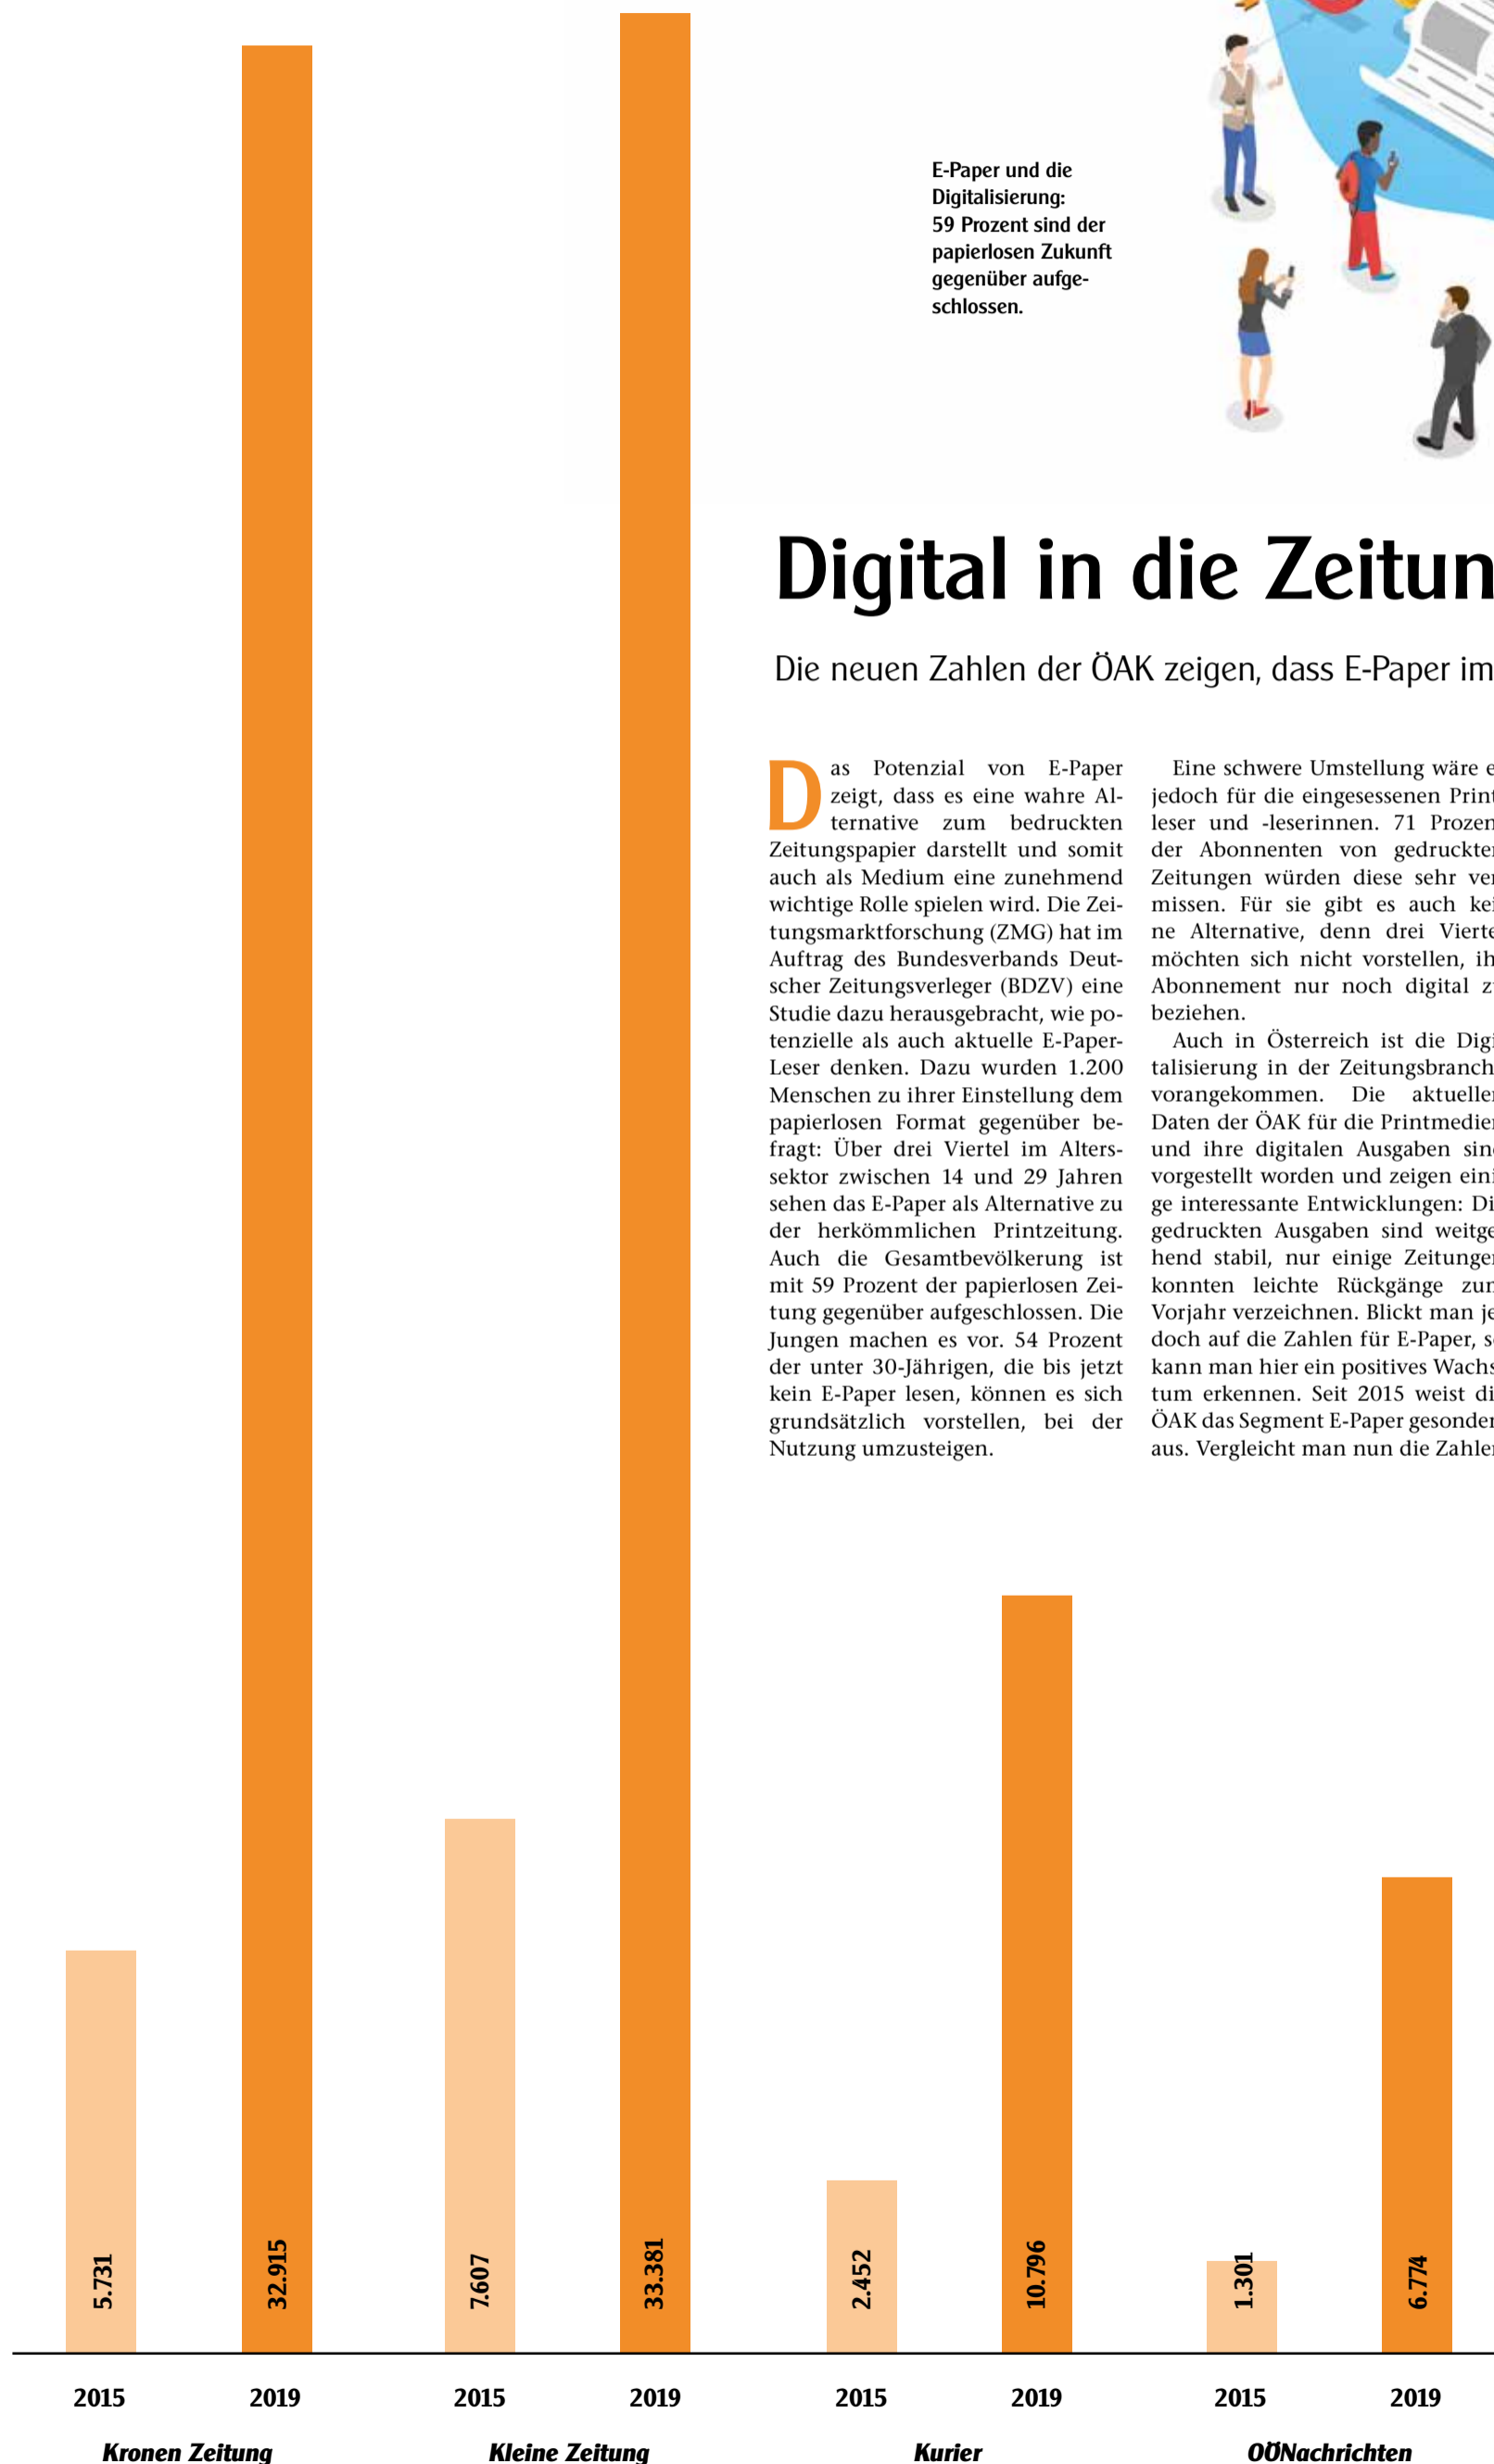 E-Paper und die
Digitalisierung:
59 Prozent sind der
papierlosen Zukunft
gegenüber aufge-
schlossen.
Digital in die Zeitun
Die neuen Zahlen der ÖAK zeigen, dass E-Paper im
Das Potenzial von E-Paper
zeigt, dass es eine wahre Al-
ternative zum bedruckten
Zeitungspapier darstellt und somit
auch als Medium eine zunehmend
wichtige Rolle spielen wird. Die Zei-
tungsmarktforschung (ZMG) hat im
Auftrag des Bundesverbands Deut-
scher Zeitungsverleger (BDZV) eine
Studie dazu herausgebracht, wie po-
tenzielle als auch aktuelle E-Paper-
Leser denken. Dazu wurden 1.200
Menschen zu ihrer Einstellung dem
papierlosen Format gegenüber be-
fragt: Über drei Viertel im Alters-
sektor zwischen 14 und 29 Jahren
sehen das E-Paper als Alternative zu
der herkömmlichen Printzeitung.
Auch die Gesamtbevölkerung ist
mit 59 Prozent der papierlosen Zei-
tung gegenüber aufgeschlossen. Die
Jungen machen es vor. 54 Prozent
der unter 30-Jährigen, die bis jetzt
kein E-Paper lesen, können es sich
grundsätzlich vorstellen, bei der
Nutzung umzusteigen.
Eine schwere Umstellung wäre e
jedoch für die eingesessenen Print
leser und -leserinnen. 71 Prozen
der Abonnenten von gedruckte
Zeitungen würden diese sehr ver
missen. Für sie gibt es auch kei
ne Alternative, denn drei Vierte
möchten sich nicht vorstellen, ih
Abonnement nur noch digital z
beziehen.
Auch in Österreich ist die Digi
talisierung in der Zeitungsbranch
vorangekommen. Die aktuelle
Daten der ÖAK für die Printmedie
und ihre digitalen Ausgaben sin
vorgestellt worden und zeigen eini
ge interessante Entwicklungen: Di
gedruckten Ausgaben sind weitge
hend stabil, nur einige Zeitunge
konnten leichte Rückgänge zum
Vorjahr verzeichnen. Blickt man je
doch auf die Zahlen für E-Paper, s
kann man hier ein positives Wachs
tum erkennen. Seit 2015 weist di
ÖAK das Segment E-Paper gesonder
aus. Vergleicht man nun die Zahle
5.731
32.915
7.607
33.381
2.452
10.796
1.301
6.774
2015 2019 2015 2019 2015 2019 2015 2019
Kronen Zeitung Kleine Zeitung Kurier OÖNachrichten